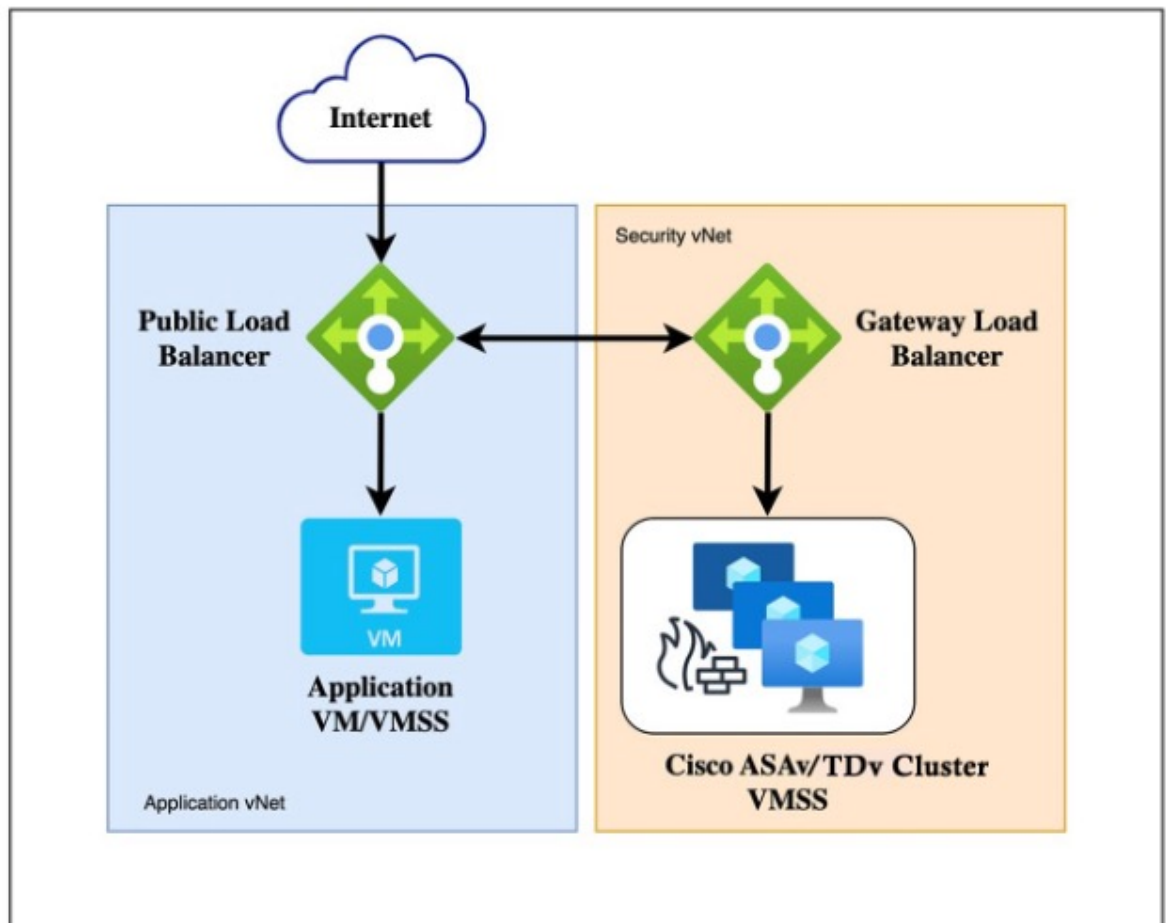 Internet
Security vNet
Public Load
Balancer
Gateway Load
Balancer
VM
Application
VM/VMSS
Cisco ASAv/TDv Cluster
VMSS
Application vNet